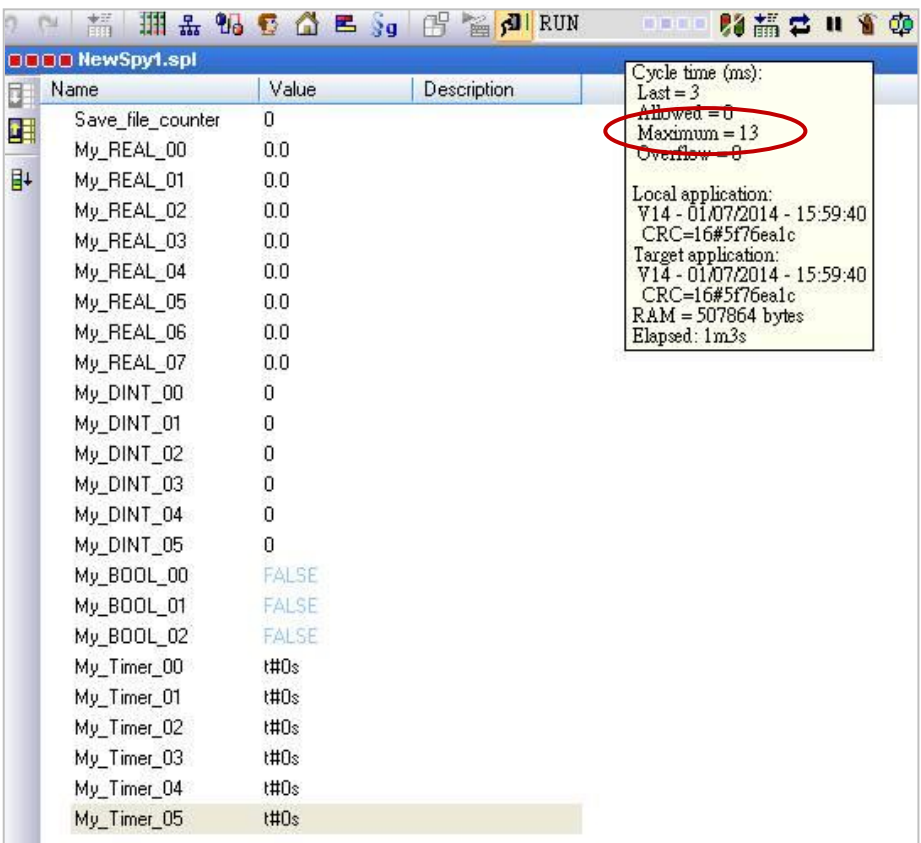 RUN
NewSpy1.spl
Name Value Description
Save_file_counter 0
My_REAL_00 0.0
My_REAL_01 0.0
My_REAL_02 0.0
My_REAL_03 0.0
My_REAL_04 0.0
My_REAL_05 0.0
My_REAL_06 0.0
My_REAL_07 0.0
My_DINT_00 0
My_DINT_01 0
My_DINT_02 0
My_DINT_03 0
My_DINT_04 0
My_DINT_05 0
My_BOOL_00 FALSE
My_BOOL_01 FALSE
My_BOOL_02 FALSE
My_Timer_00 t#0s
My_Timer_01 t#0s
My_Timer_02 t#0s
My_Timer_03 t#0s
My_Timer_04 t#0s
My_Timer_05 t#0s
Cycle time (ms):
Last = 3
Allowed = 0
Maximum = 13
Overflow = 0
Local application:
V14 - 01/07/2014 - 15:59:40
CRC=16#5f76ea1c
Target application:
V14 - 01/07/2014 - 15:59:40
CRC=16#5f76ea1c
RAM = 507864 bytes
Elapsed: 1m3s